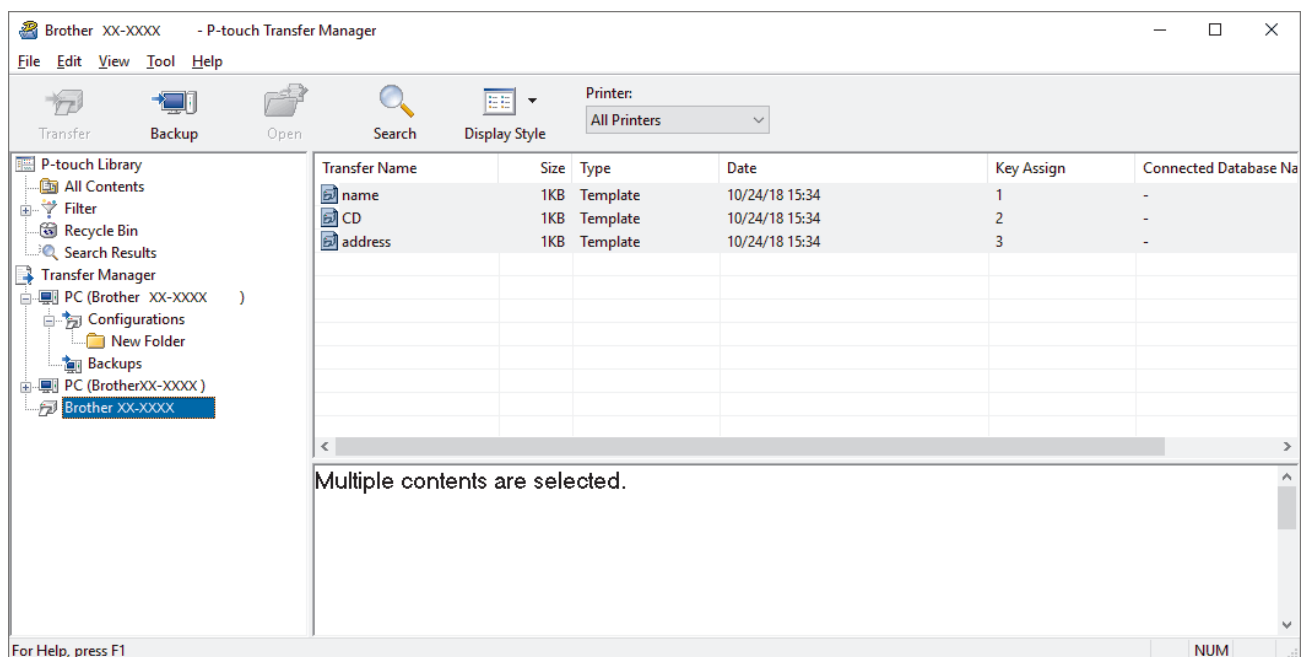 Brother XX-XXXX - P-touch Transfer Manager
File Edit View Tool Help
Transfer Backup Open Search Display Style
Printer:
All Printers
P-touch Library
All Contents
Filter
Recycle Bin
Search Results
Transfer Manager
PC (Brother XX-XXXX )
Configurations
New Folder
Backups
PC (BrotherXX-XXXX )
Brother XX-XXXX
Transfer Name Size Type Date Key Assign Connected Database Na
name 1KB Template 10/24/18 15:34 1 -
CD 1KB Template 10/24/18 15:34 2 -
address 1KB Template 10/24/18 15:34 3 -
Multiple contents are selected.
For Help, press F1
NUM